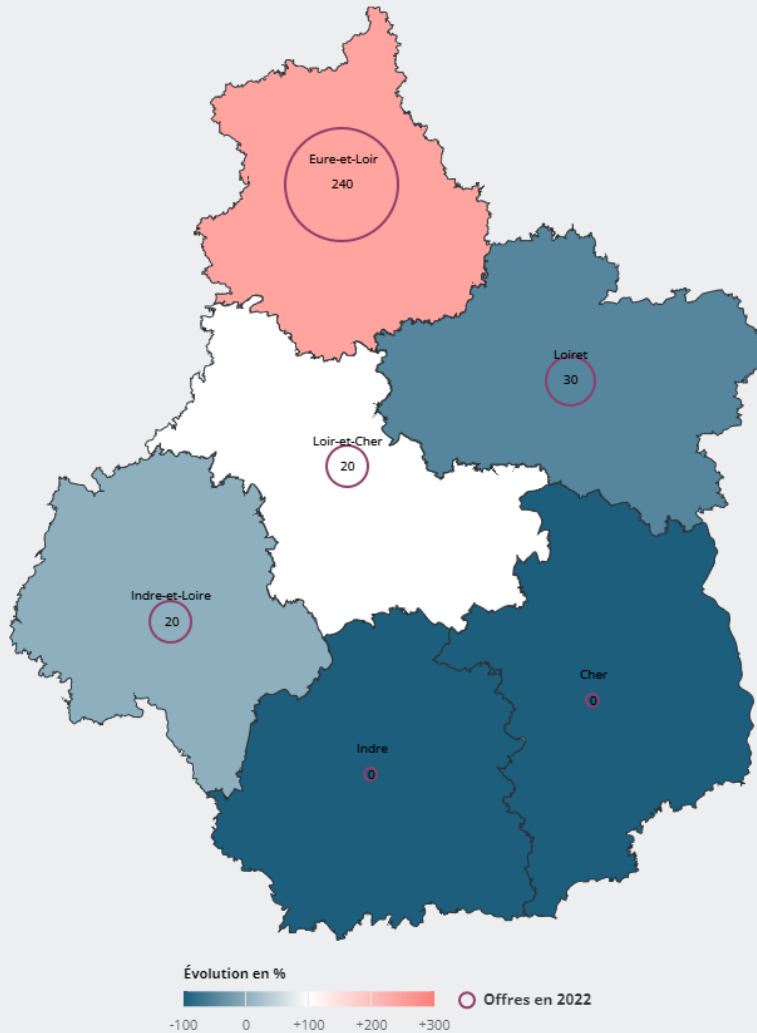 Eure-et-Loir
240
Loiret
30
Loir-et-Cher
20
Indre-et-Loire
20
Cher
0
Indre
0
Évolution en %
Offres en 2022
-100 0 +100 +200 +300